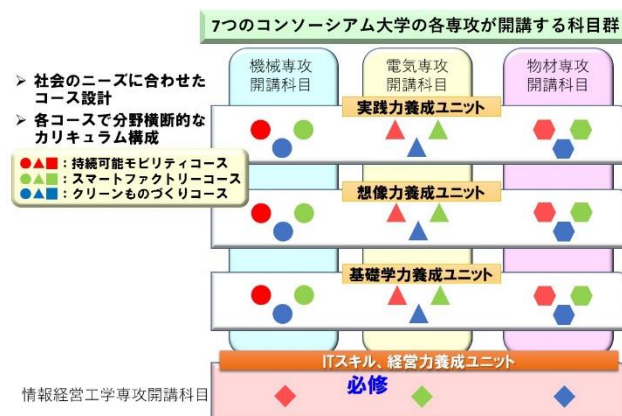 7つのコンソーシアム大学の各専攻が開講する科目群
➢ 社会のニーズに合わせた
コース設計
➢ 各コースで分野横断的な
カリキュラム構成
●▲■:持続可能モビリティコース
●▲■:スマートファクトリーコース
●▲■:クリーンものづくりコース
機械専攻
開講科目
電気専攻
開講科目
物材専攻
開講科目
実践力養成ユニット
想像力養成ユニット
基礎学力養成ユニット
ITスキル、経営力養成ユニット
必修
情報経営工学専攻開講科目